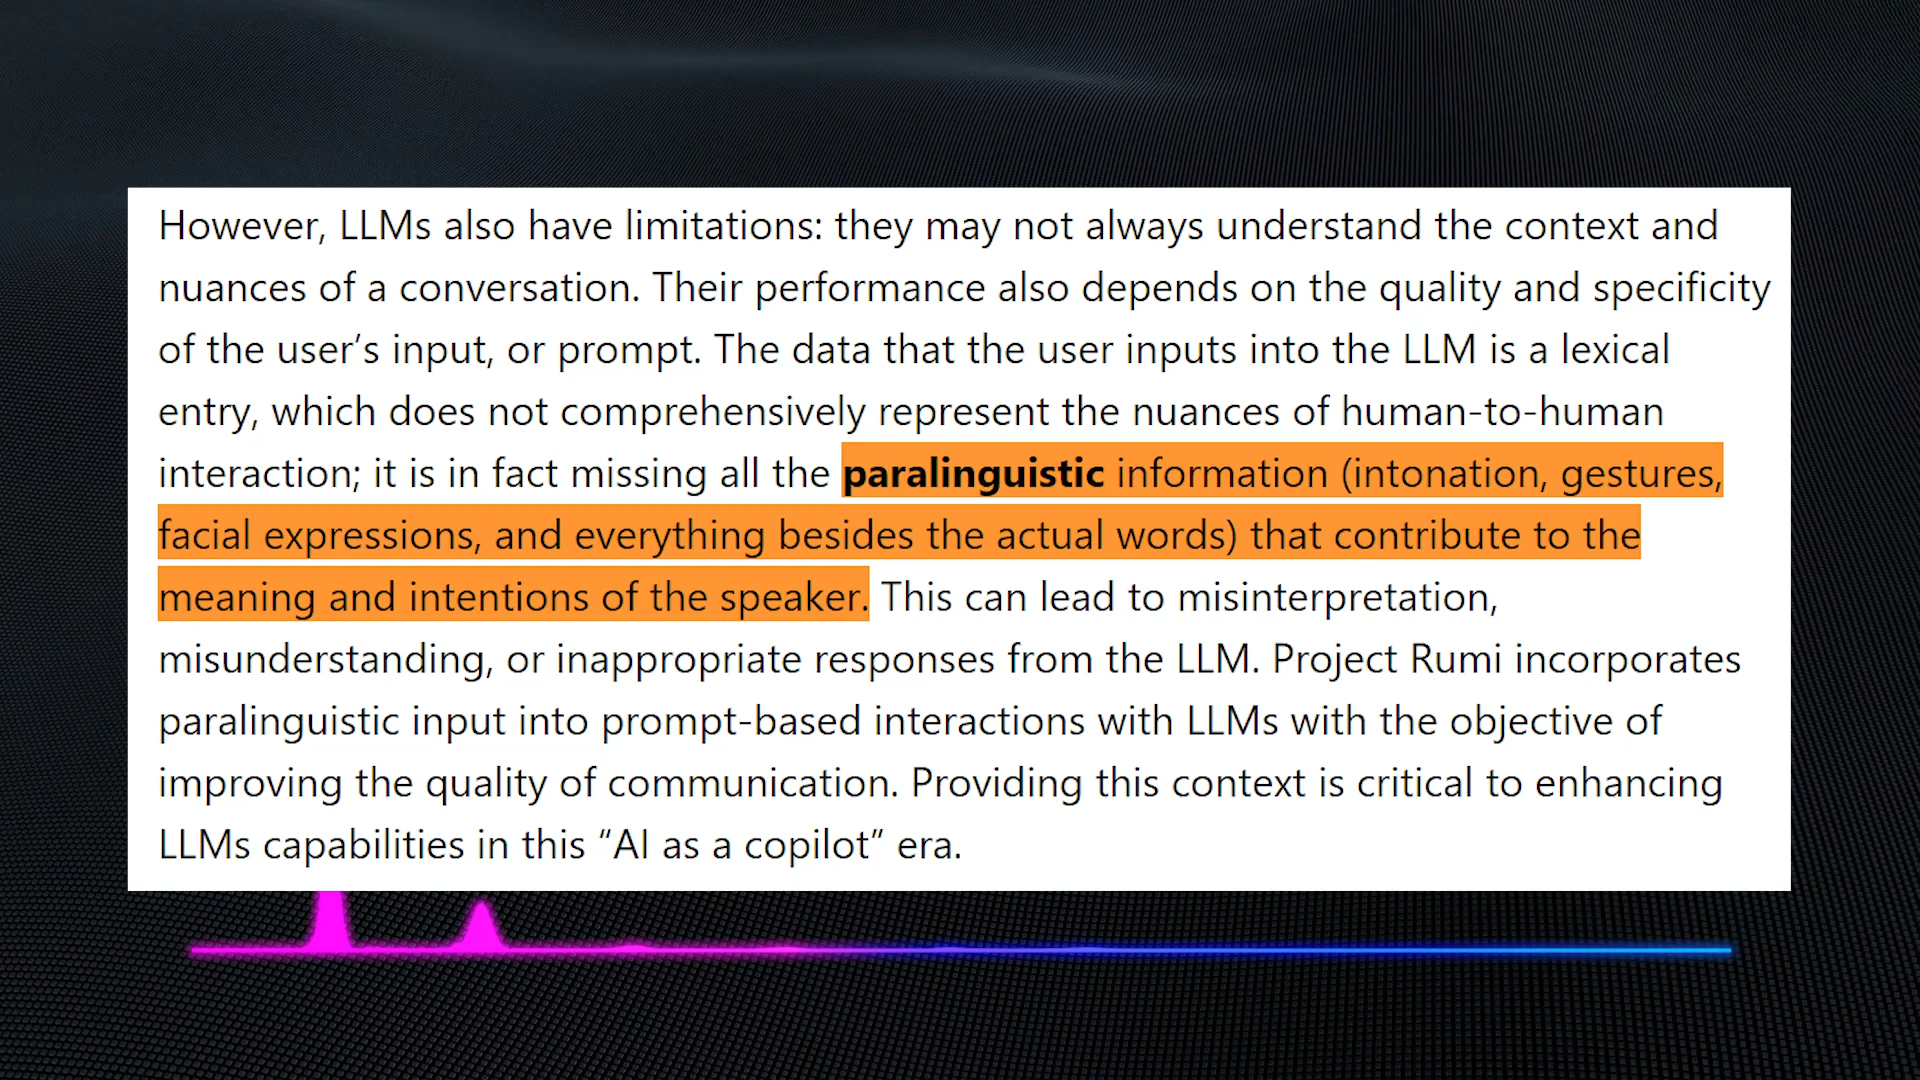 However, LLMs also have limitations: they may not always understand the context and
nuances of a conversation. Their performance also depends on the quality and specificity
of the user’s input, or prompt. The data that the user inputs into the LLM is a lexical
entry, which does not comprehensively represent the nuances of human-to-human
interaction; it is in fact missing all the paralinguistic information (intonation, gestures,
facial expressions, and everything besides the actual words) that contribute to the
meaning and intentions of the speaker. This can lead to misinterpretation,
misunderstanding, or inappropriate responses from the LLM. Project Rumi incorporates
paralinguistic input into prompt-based interactions with LLMs with the objective of
improving the quality of communication. Providing this context is critical to enhancing
LLMs capabilities in this “AI as a copilot” era.